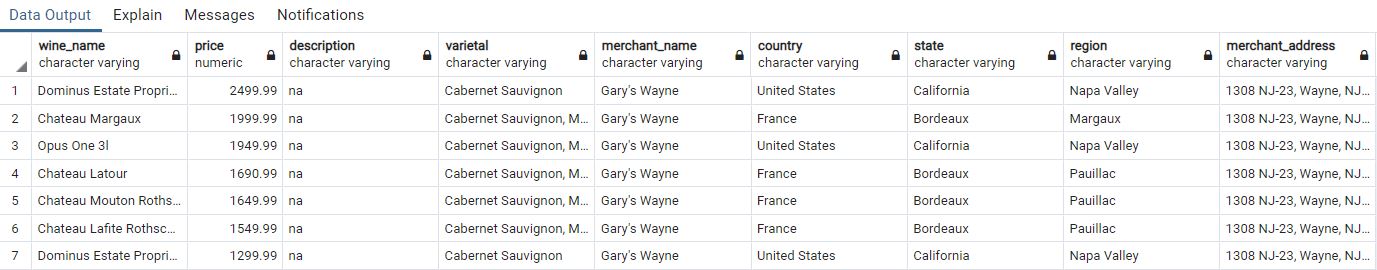 Data Output Explain Messages Notifications
wine_name price description varietal merchant_name country state region merchant_address
character varying numeric character varying character varying character varying character varying character varying character varying character varying
1 Dominus Estate Propri... 2499.99 na Cabernet Sauvignon Gary's Wayne United States California Napa Valley 1308 NJ-23, Wayne, NJ...
2 Chateau Margaux 1999.99 na Cabernet Sauvignon, M... Gary's Wayne France Bordeaux Margaux 1308 NJ-23, Wayne, NJ...
3 Opus One 3l 1949.99 na Cabernet Sauvignon, M... Gary's Wayne United States California Napa Valley 1308 NJ-23, Wayne, NJ...
4 Chateau Latour 1690.99 na Cabernet Sauvignon, M... Gary's Wayne France Bordeaux Pauillac 1308 NJ-23, Wayne, NJ...
5 Chateau Mouton Roths... 1649.99 na Cabernet Sauvignon, M... Gary's Wayne France Bordeaux Pauillac 1308 NJ-23, Wayne, NJ...
6 Chateau Lafite Rothsc... 1549.99 na Cabernet Sauvignon, M... Gary's Wayne France Bordeaux Pauillac 1308 NJ-23, Wayne, NJ...
7 Dominus Estate Propri... 1299.99 na Cabernet Sauvignon Gary's Wayne United States California Napa Valley 1308 NJ-23, Wayne, NJ...